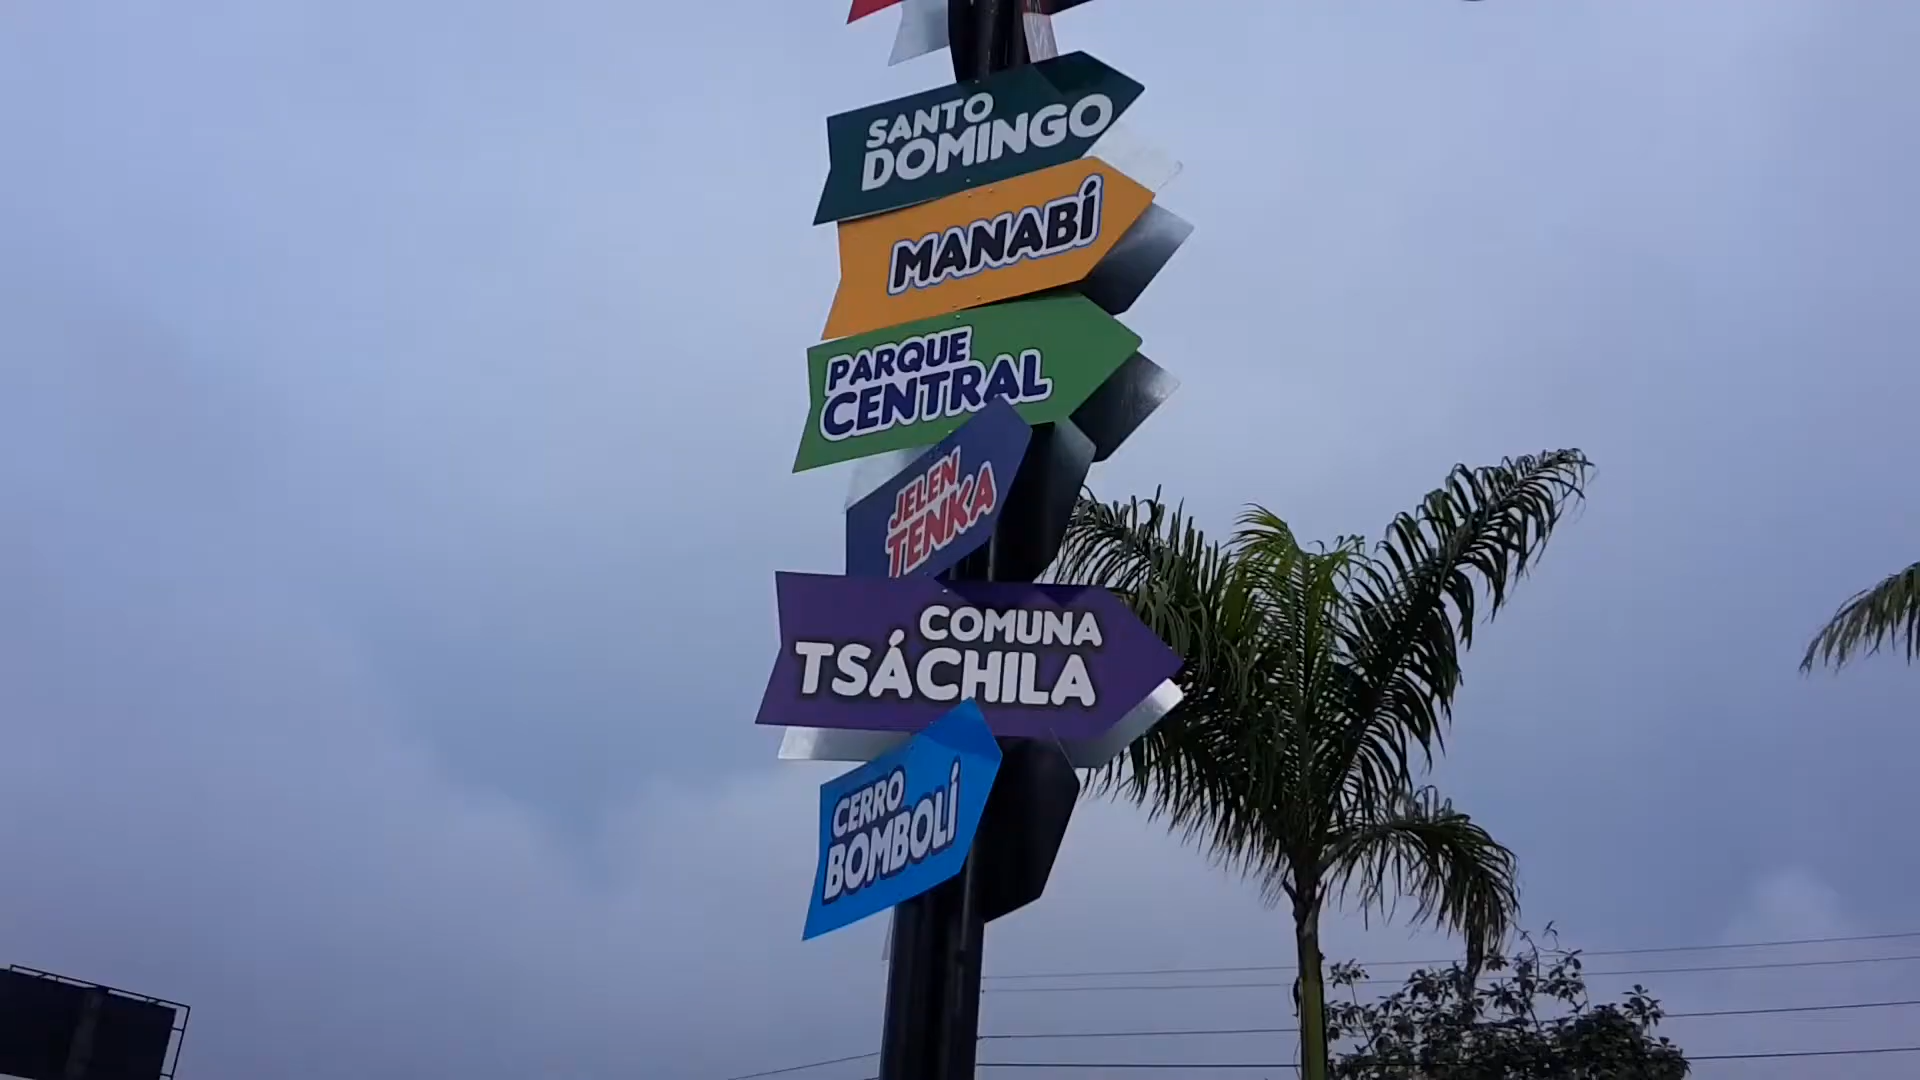 SANTO
DOMINGO
MANABÍ
PARQUE
CENTRAL
JELEN
TENKA
COMUNA
TSÁCHILA
CERRO
BOMBOLÍ